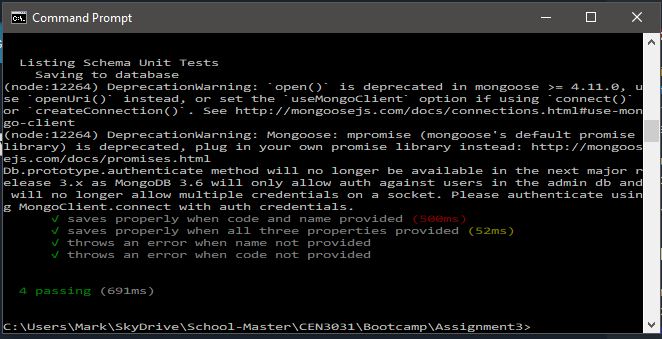 Command Prompt
Listing Schema Unit Tests
Saving to database
(node:12264) DeprecationWarning: `open()` is deprecated in mongoose >= 4.11.0, u
se `openUri()` instead, or set the `useMongoClient` option if using `connect()`
or `createConnection()`. See http://mongoosejs.com/docs/connections.html#use-mon
go-client
(node:12264) DeprecationWarning: Mongoose: mpromise (mongoose's default promise
library) is deprecated, plug in your own promise library instead: http://mongoos
ejs.com/docs/promises.html
Db.prototype.authenticate method will no longer be available in the next major r
elease 3.x as MongoDB 3.6 will only allow auth against users in the admin db and
will no longer allow multiple credentials on a socket. Please authenticate usin
g MongoClient.connect with auth credentials.
√ saves properly when code and name provided (500ms)
√ saves properly when all three properties provided (52ms)
√ throws an error when name not provided
√ throws an error when code not provided
4 passing (691ms)
C:\Users\Mark\SkyDrive\School-Master\CEN3031\Bootcamp\Assignment3>